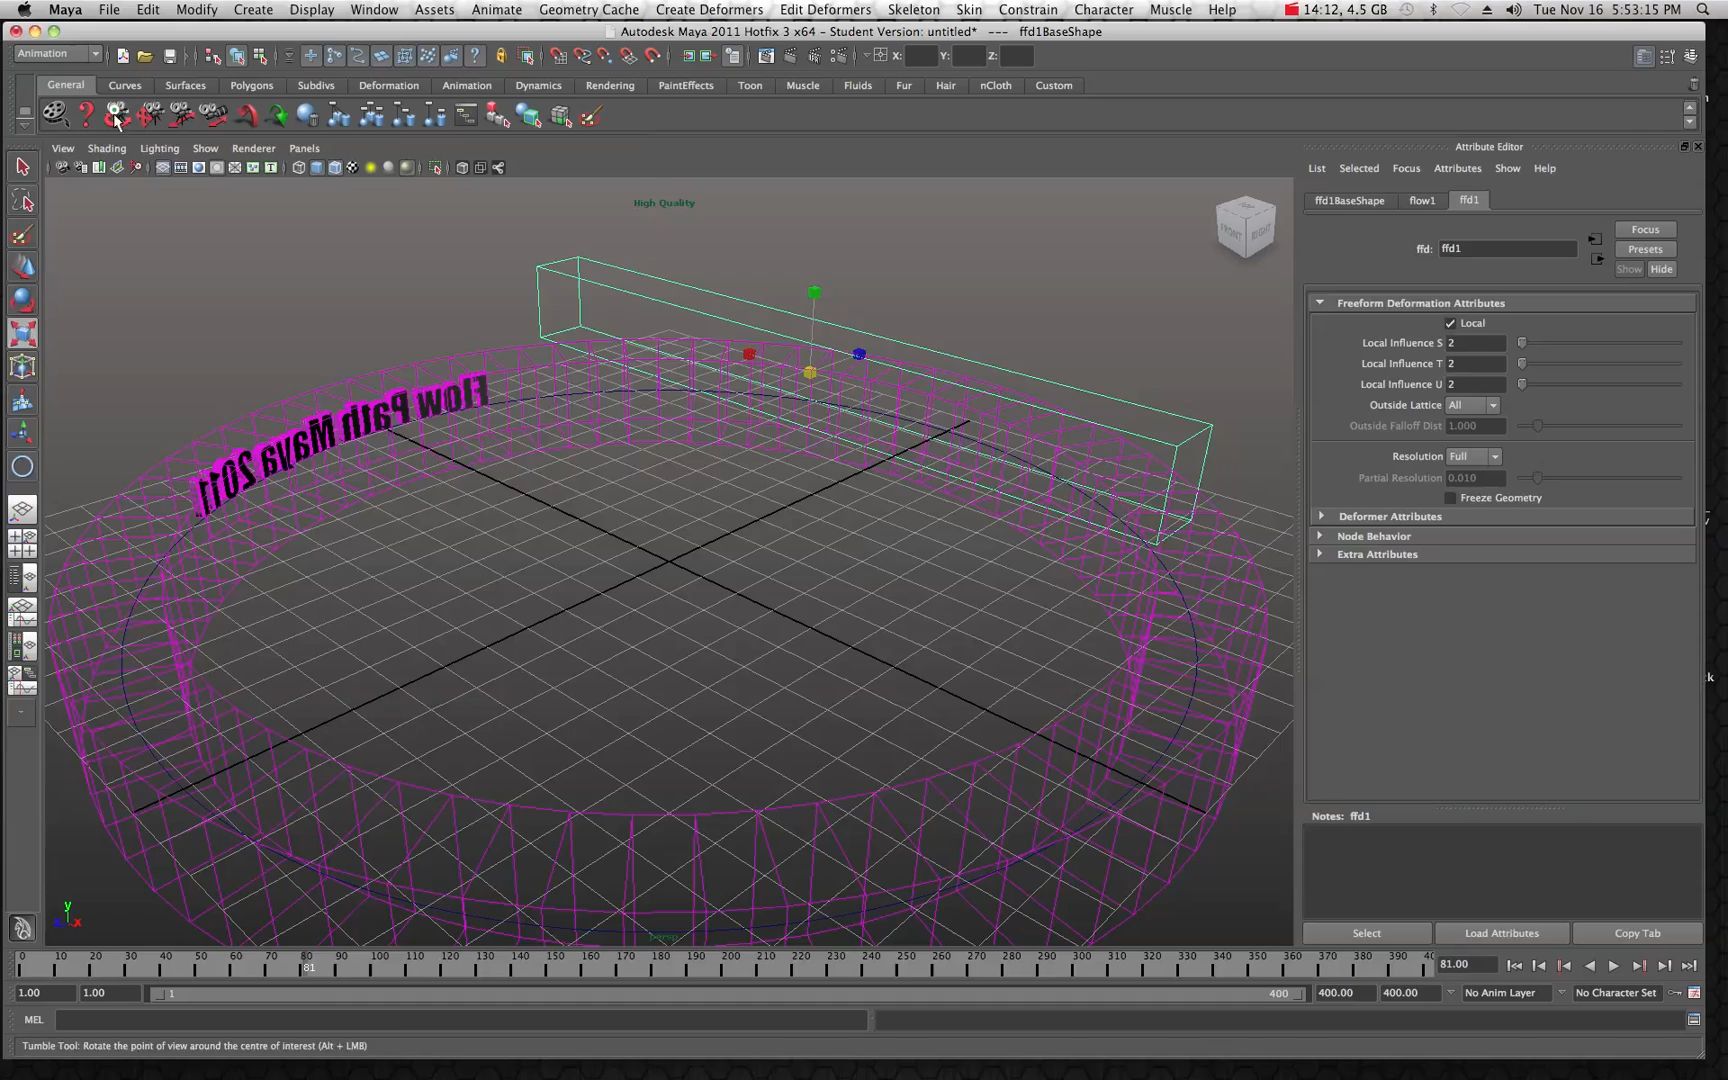 Maya File Edit Modify Create Display Window Assets Animate Geometry Cache Create Deformers Edit Deformers Skeleton Skin Constrain Character Muscle Help 14:12, 4.5 GB Tue Nov 16 5:53:15 PM
Autodesk Maya 2011 Hotfix 3 x64 - Student Version: untitled* --- ffd1BaseShape
Animation X: Y: Z:
General Curves Surfaces Polygons Subdivs Deformation Animation Dynamics Rendering PaintEffects Toon Muscle Fluids Fur Hair nCloth Custom
View Shading Lighting Show Renderer Panels
High Quality
FRONT RIGHT
Flow Path Maya 2011
persp
y
x
Attribute Editor
List Selected Focus Attributes Show Help
ffd1BaseShape flow1 ffd1
ffd: ffd1
Focus
Presets
Show Hide
Freeform Deformation Attributes
Local
Local Influence S 2
Local Influence T 2
Local Influence U 2
Outside Lattice All
Outside Falloff Dist 1.000
Resolution Full
Partial Resolution 0.010
Freeze Geometry
Deformer Attributes
Node Behavior
Extra Attributes
Notes: ffd1
Select Load Attributes Copy Tab
0 10 20 30 40 50 60 70 80 90 100 110 120 130 140 150 160 170 180 190 200 210 220 230 240 250 260 270 280 290 300 310 320 330 340 350 360 370 380 390 40
81
81.00
1.00 1.00 1 400 400.00 400.00 No Anim Layer No Character Set
MEL
Tumble Tool: Rotate the point of view around the centre of interest (Alt + LMB)